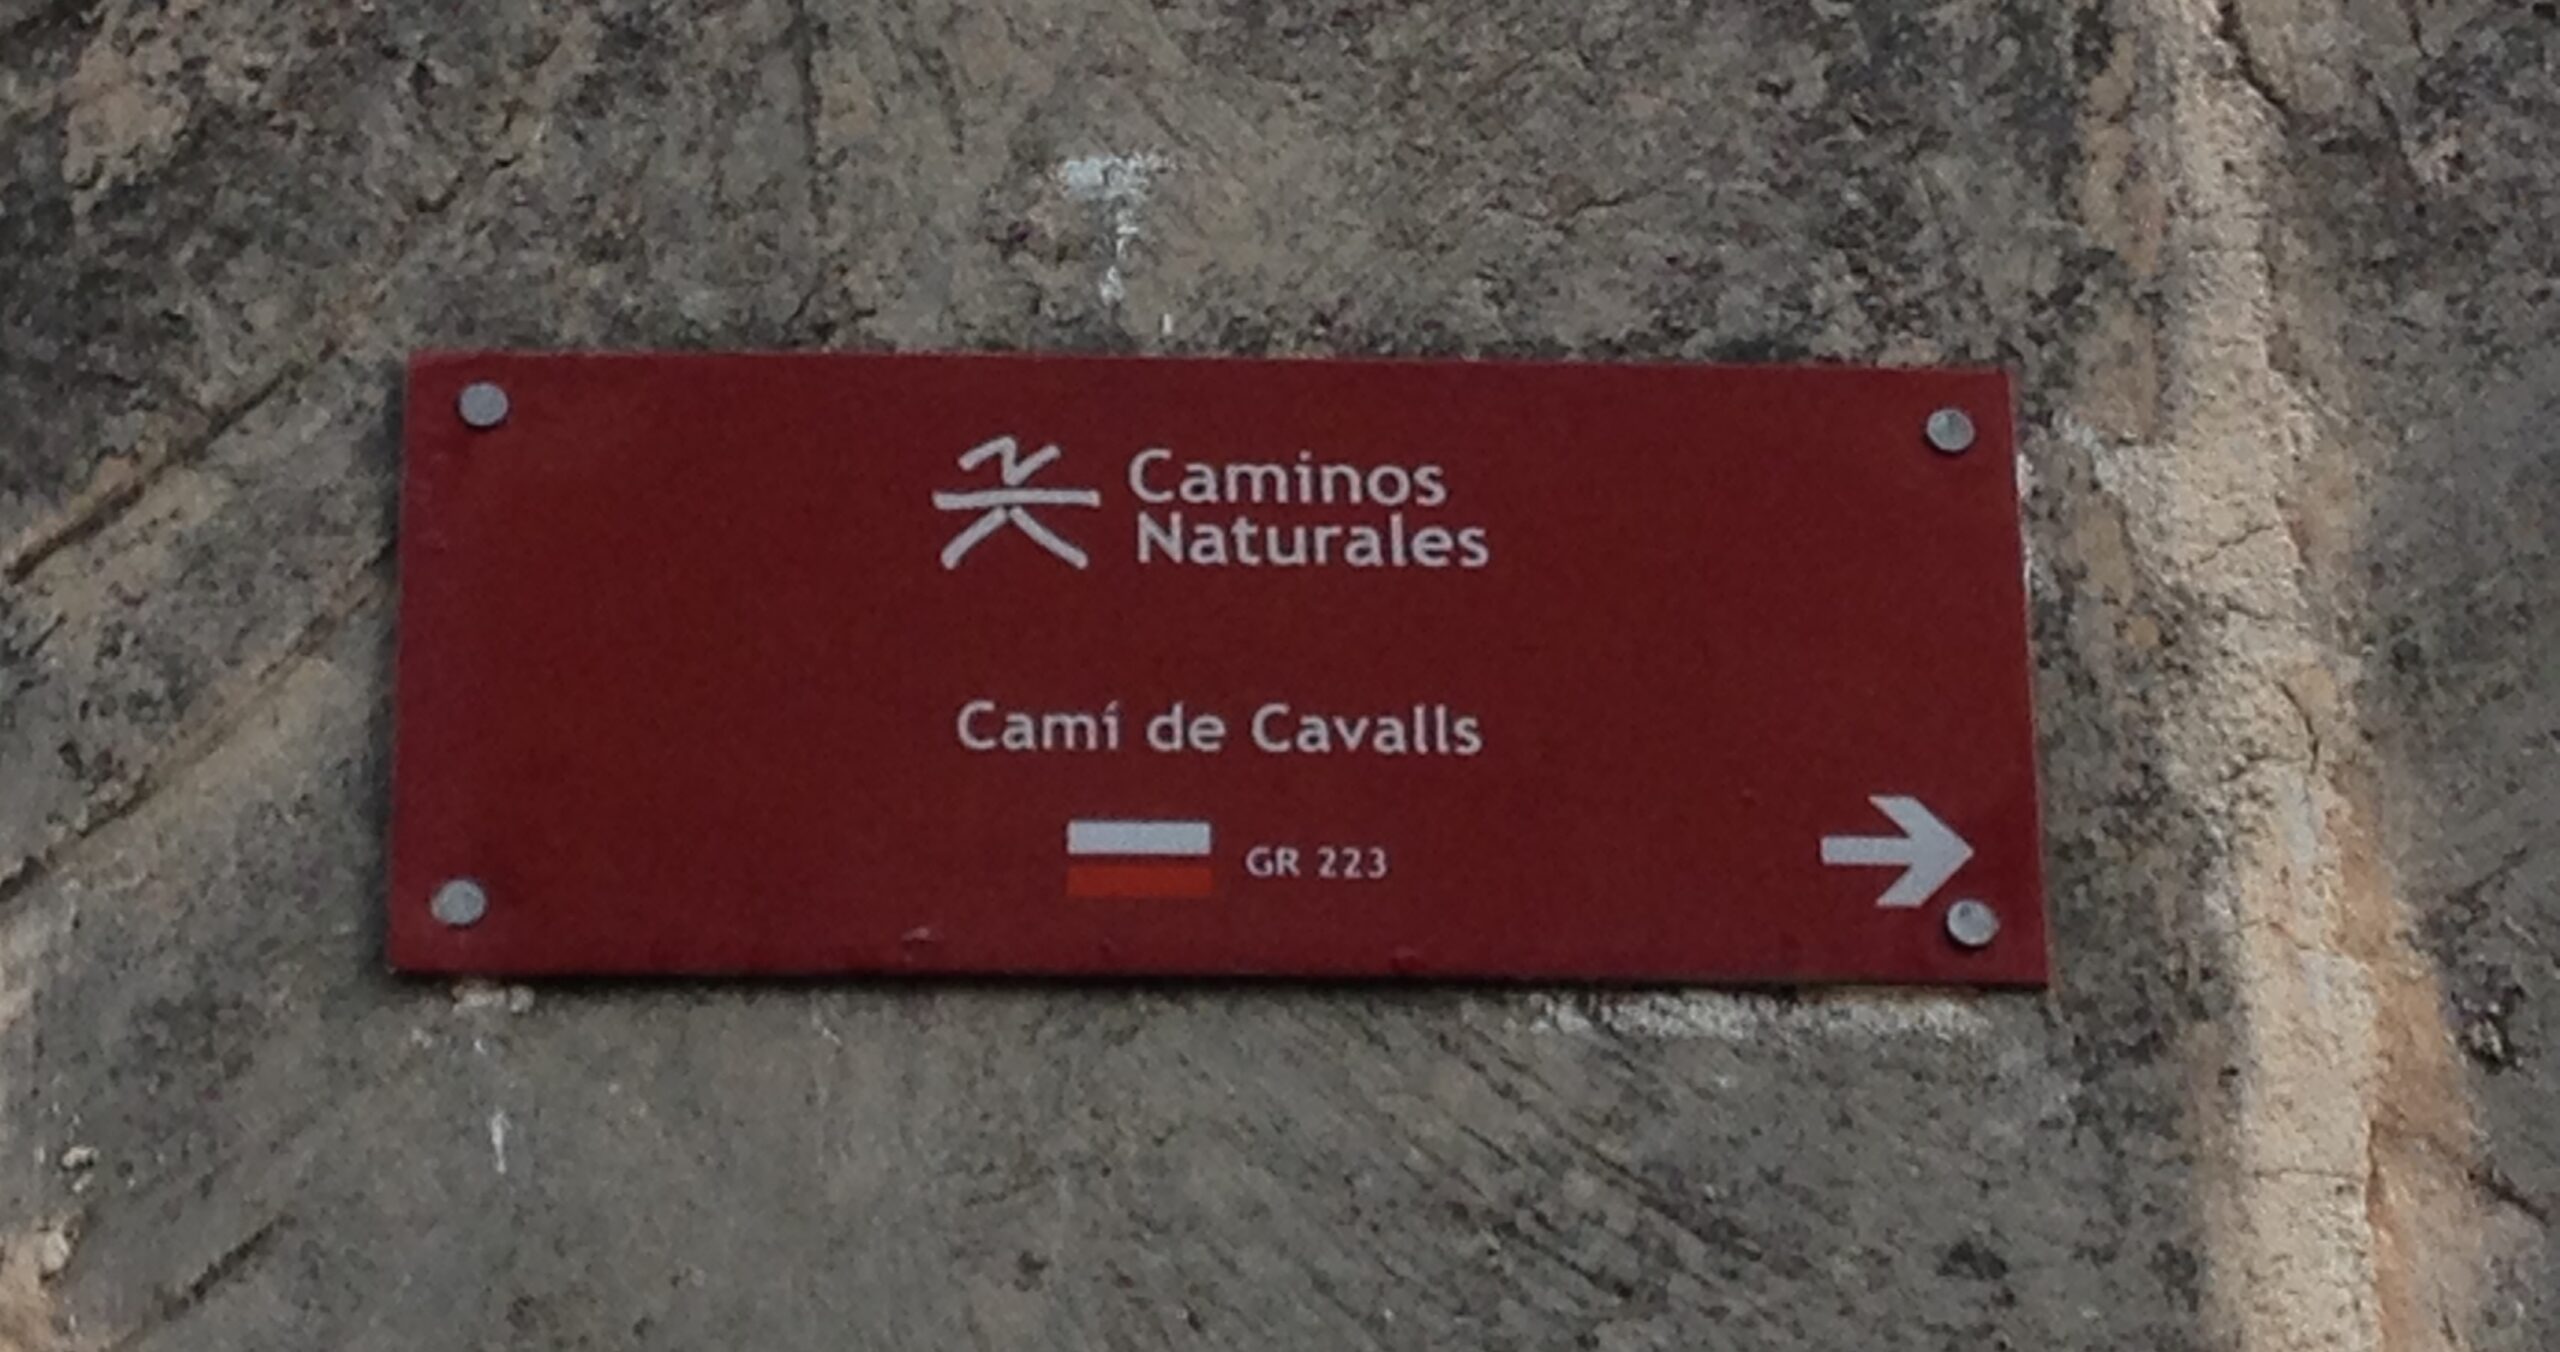 Caminos
Naturales
Camí de Cavalls
GR 223